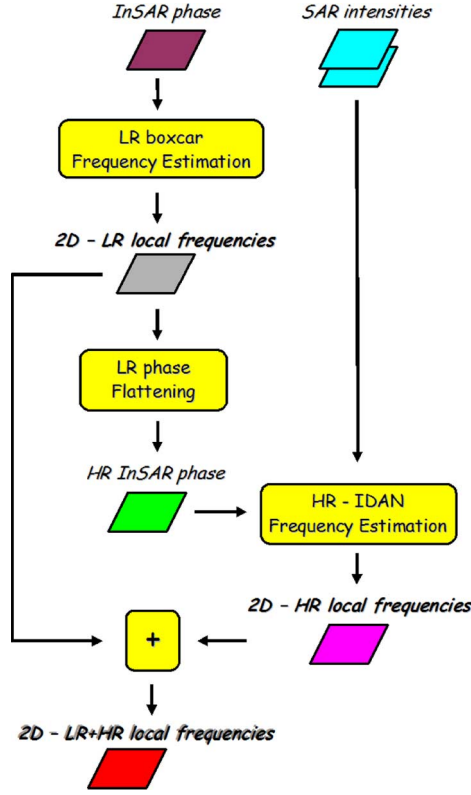 InSAR phase
SAR intensities
LR boxcar
Frequency Estimation
2D - LR local frequencies
LR phase
Flattening
HR InSAR phase
HR - IDAN
Frequency Estimation
2D - HR local frequencies
+
2D - LR+HR local frequencies